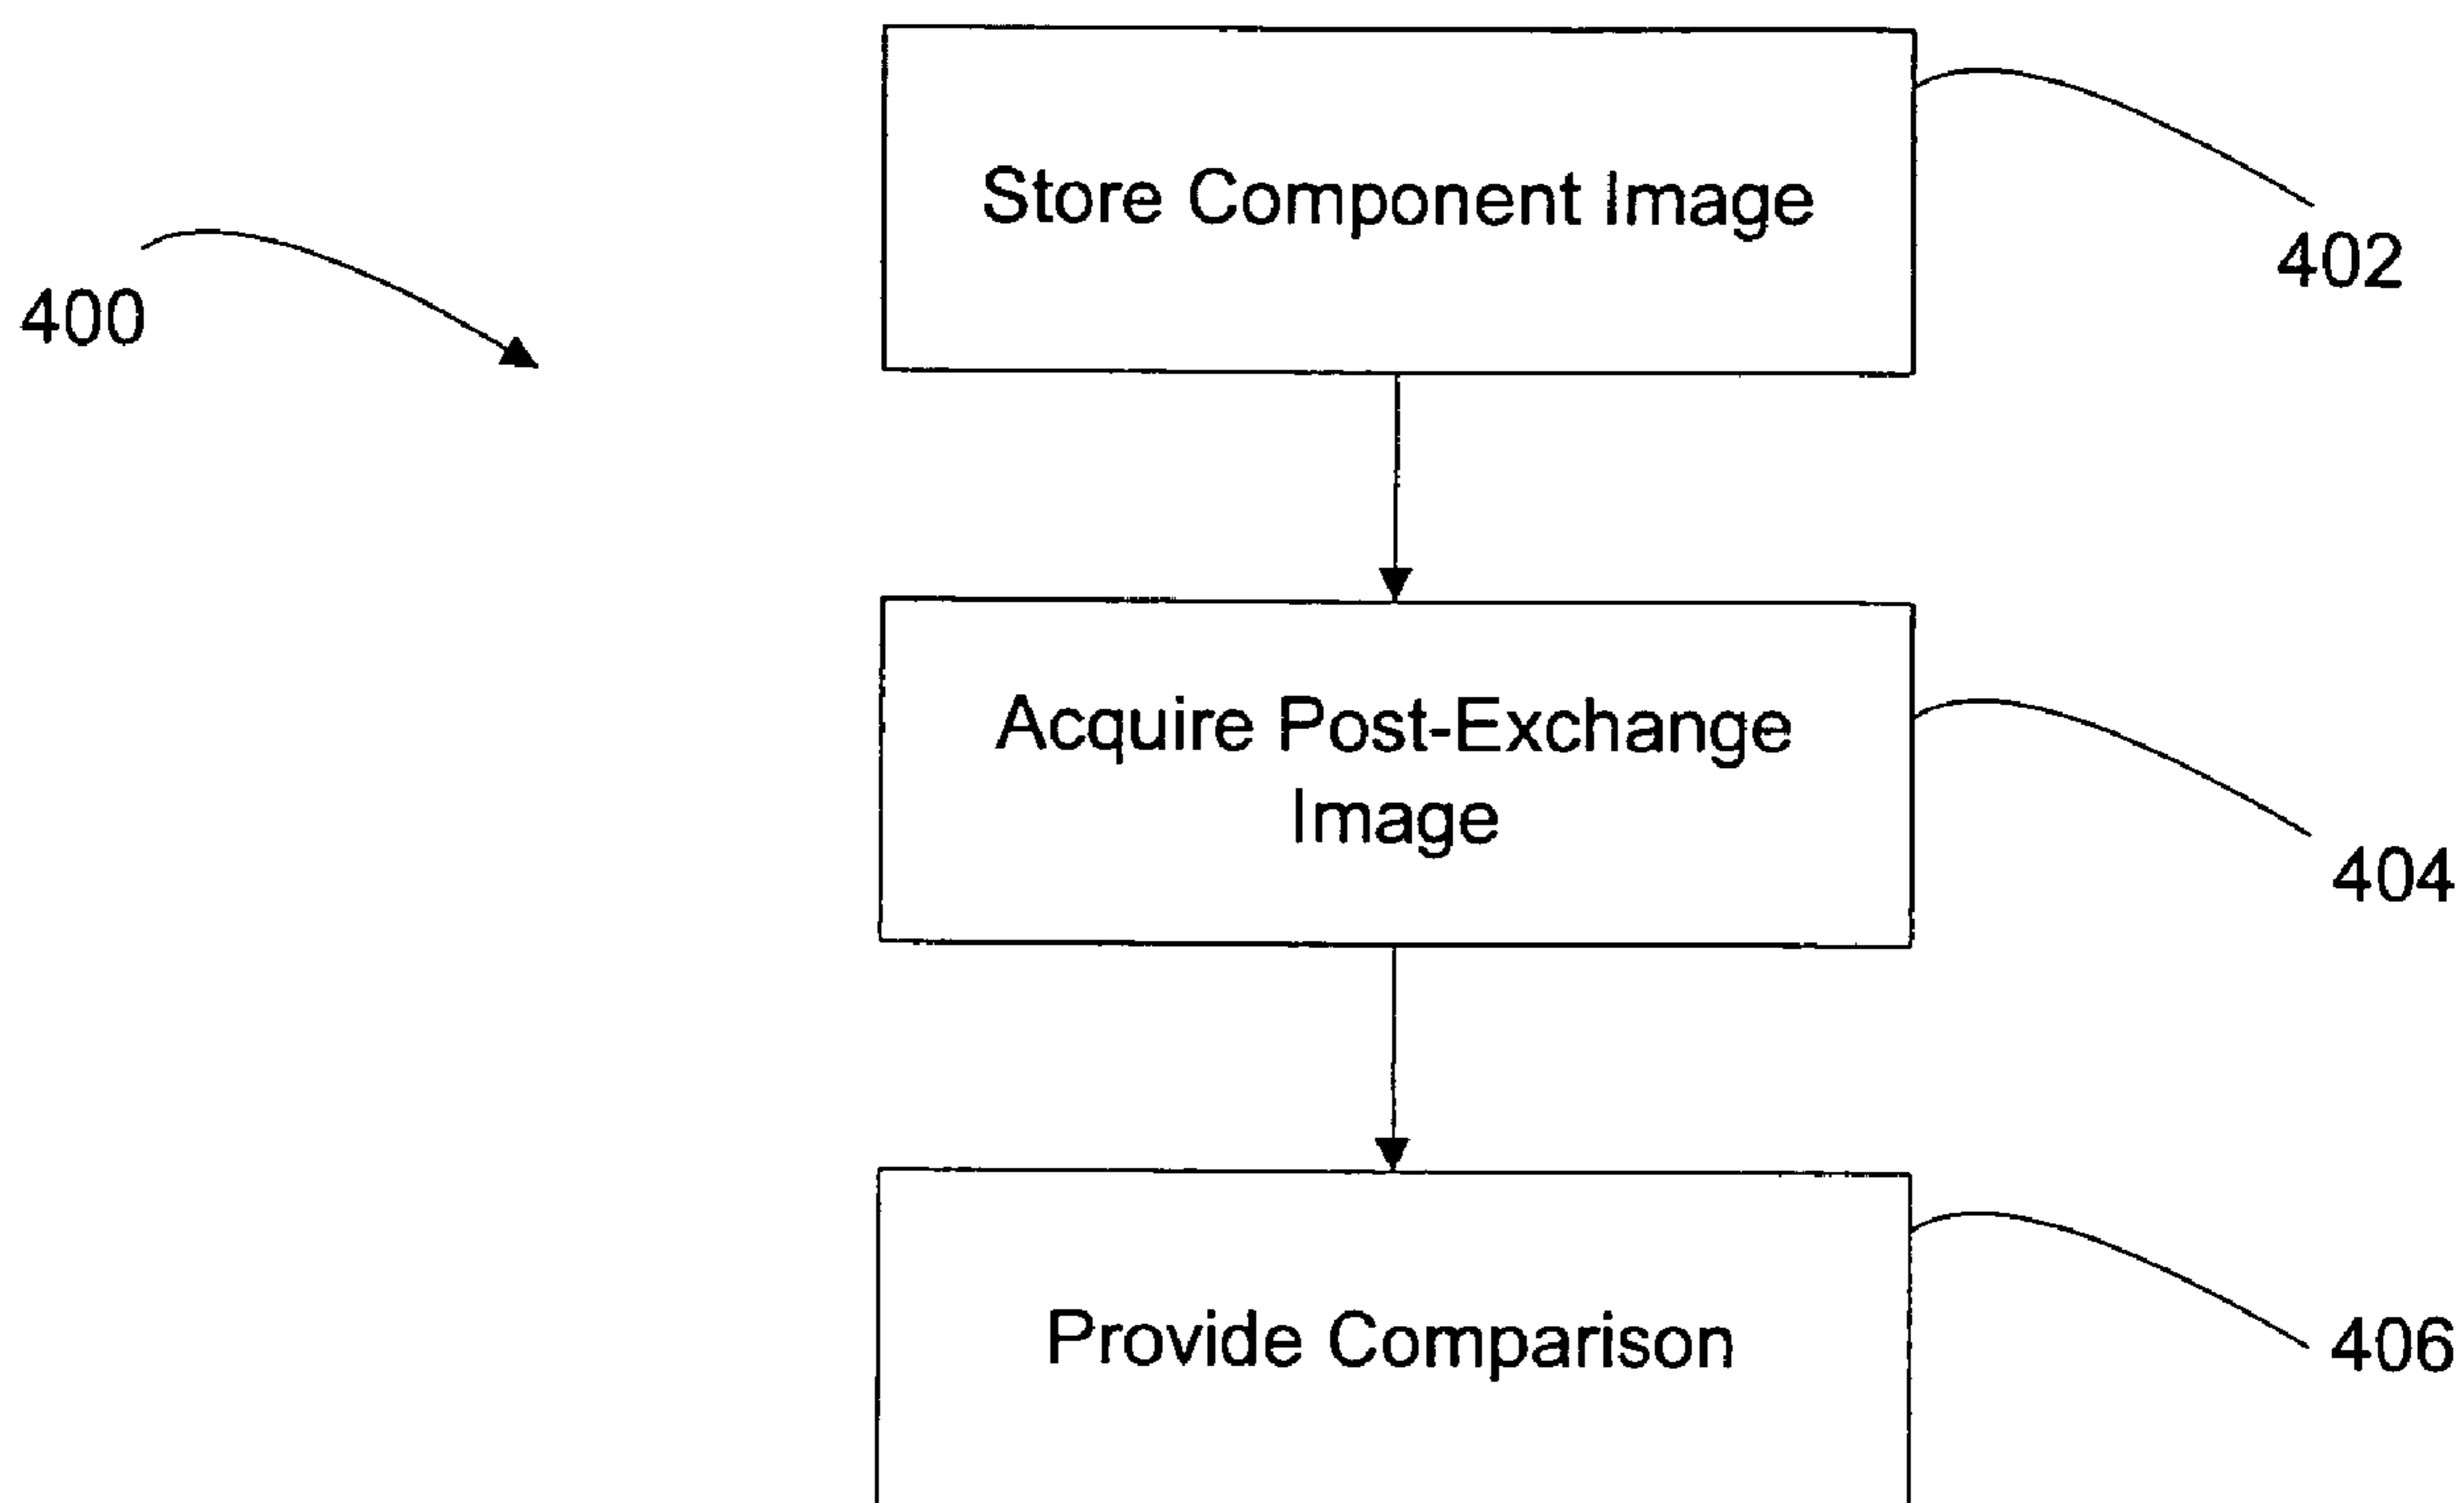 Store Component Image
402
400
Acquire Post-Exchange
Image
404
Provide Comparison
406